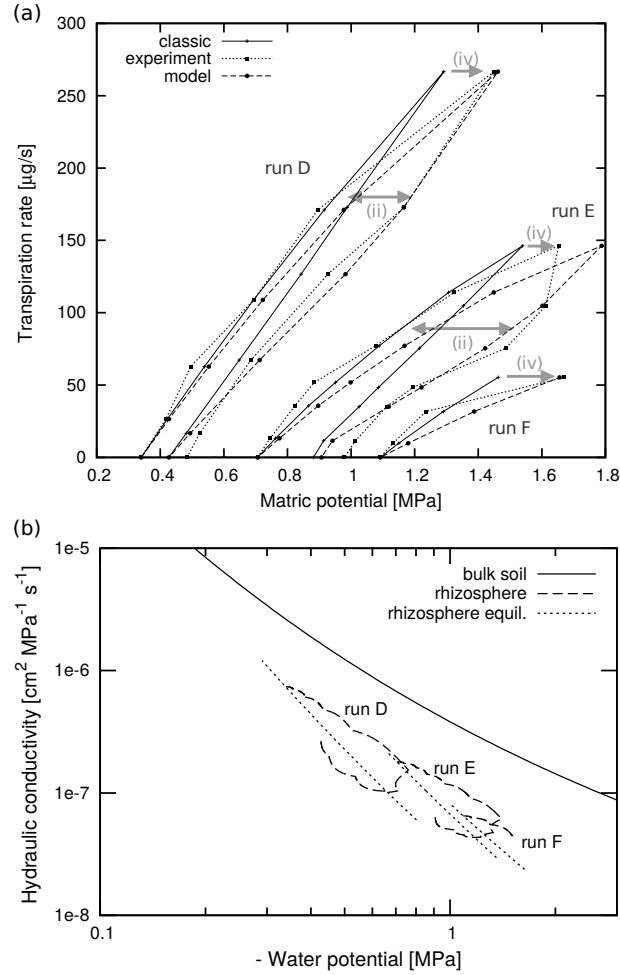 (a)
300
250
200
150
100
50
0
Transpiration rate [µg/s]
classic
experiment
model
(iv)
run D
(ii)
run E
(iv)
(ii)
(iv)
run F
0.2 0.4 0.6 0.8 1 1.2 1.4 1.6 1.8
Matric potential [MPa]
(b)
1e-5
1e-6
1e-7
1e-8
Hydraulic conductivity [cm² MPa⁻¹ s⁻¹]
bulk soil
rhizosphere
rhizosphere equil.
run D
run E
run F
0.1 1
- Water potential [MPa]